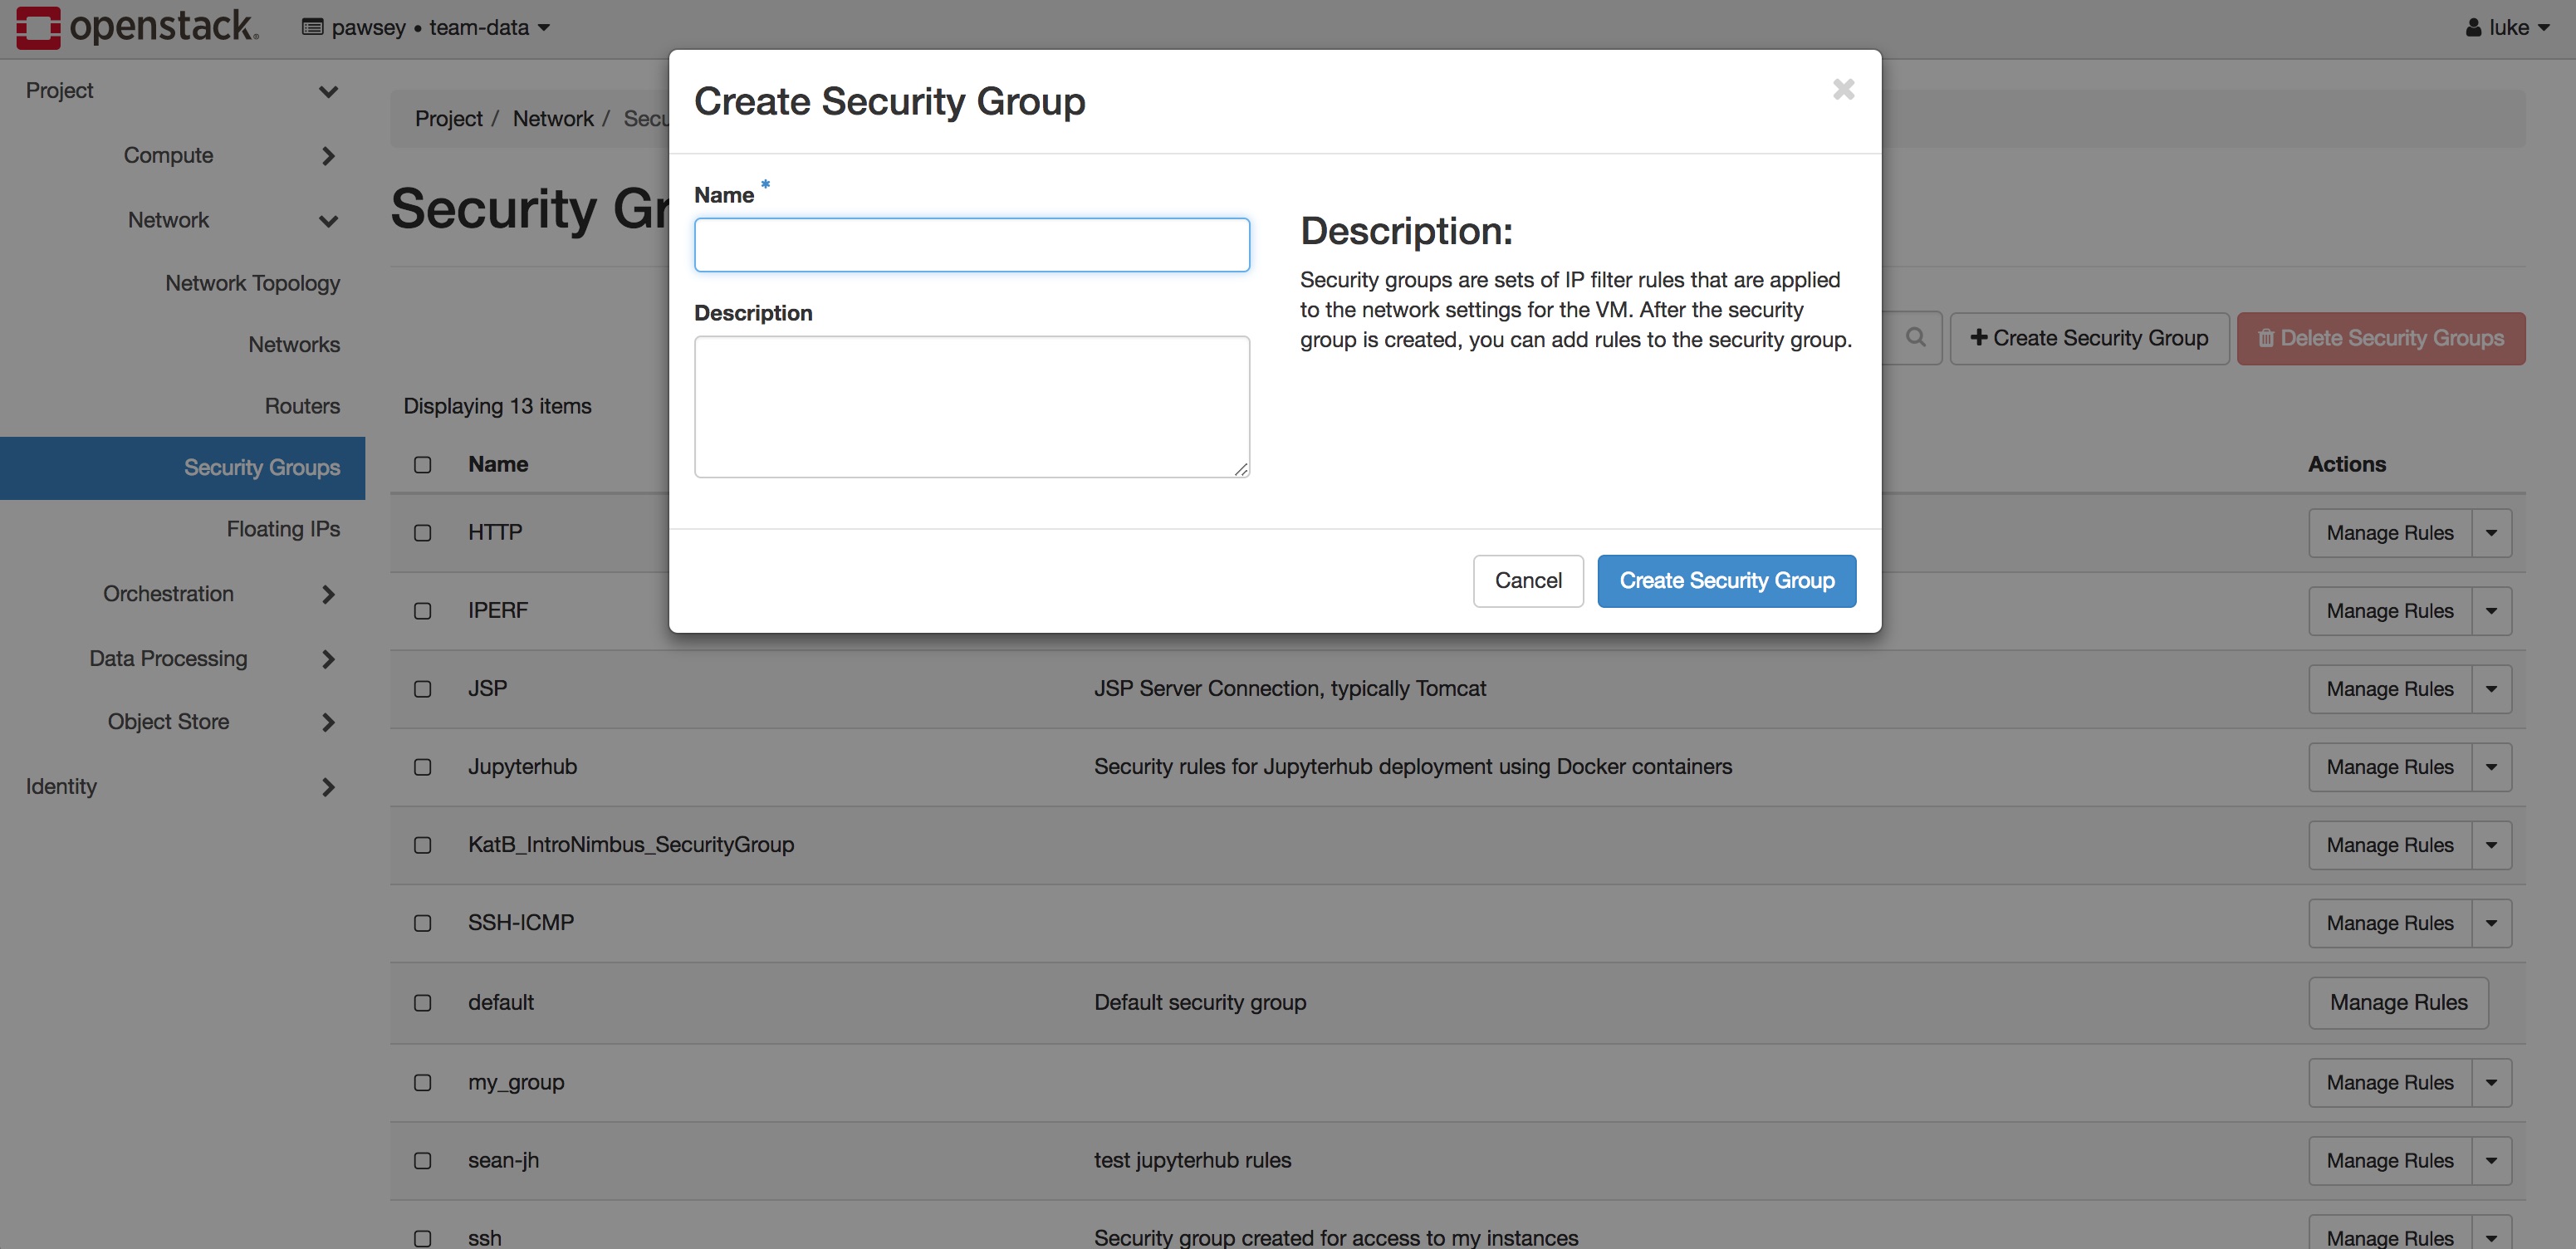 openstack.
pawsey • team-data
luke
Project
Compute
Network
Network Topology
Networks
Routers
Security Groups
Floating IPs
Orchestration
Data Processing
Object Store
Identity
Project / Network / Secu
Security Gr
Create Security Group
Name *
Description
Description:
Security groups are sets of IP filter rules that are applied
to the network settings for the VM. After the security
group is created, you can add rules to the security group.
Cancel
Create Security Group
Create Security Group
Delete Security Groups
Displaying 13 items
Name
Actions
HTTP
Manage Rules
IPERF
Manage Rules
JSP
JSP Server Connection, typically Tomcat
Manage Rules
Jupyterhub
Security rules for Jupyterhub deployment using Docker containers
Manage Rules
KatB_IntroNimbus_SecurityGroup
Manage Rules
SSH-ICMP
Manage Rules
default
Default security group
Manage Rules
my_group
Manage Rules
sean-jh
test jupyterhub rules
Manage Rules
ssh
Security group created for access to my instances
Manage Rules